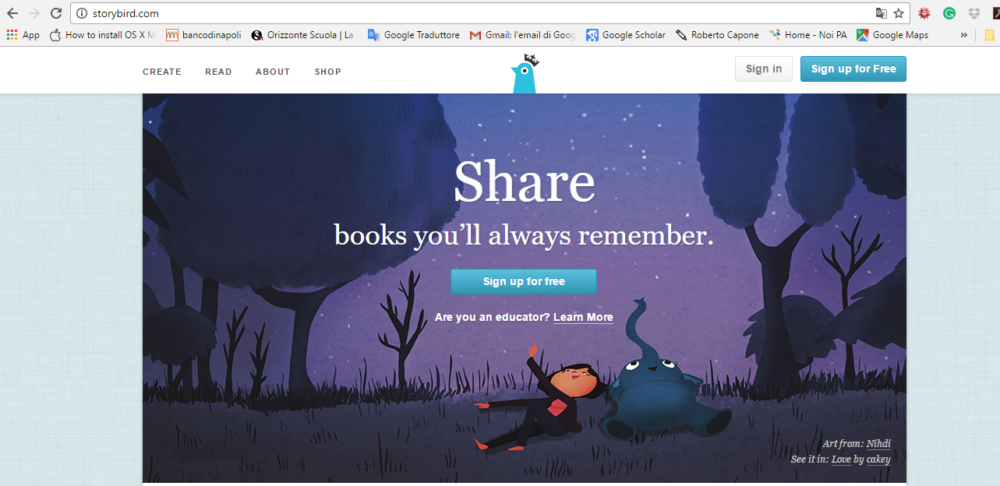 storybird.com
App How to install OS X M bancodinapoli Orizzonte Scuola | La Google Traduttore Gmail: l'email di Goog Google Scholar Roberto Capone Home - Noi PA Google Maps »
CREATE READ ABOUT SHOP Sign in Sign up for Free
Share
books you’ll always remember.
Sign up for free
Are you an educator? Learn More
Art from: Nihdi
See it in: Love by cakey